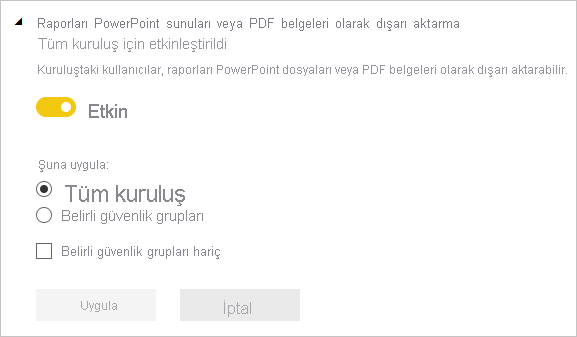 Raporları PowerPoint sunuları veya PDF belgeleri olarak dışarı aktarma
Tüm kuruluş için etkinleştirildi
Kuruluştaki kullanıcılar, raporları PowerPoint dosyaları veya PDF belgeleri olarak dışarı aktarabilir.
Etkin
Şuna uygula:
Tüm kuruluş
Belirli güvenlik grupları
Belirli güvenlik grupları hariç
Uygula
İptal